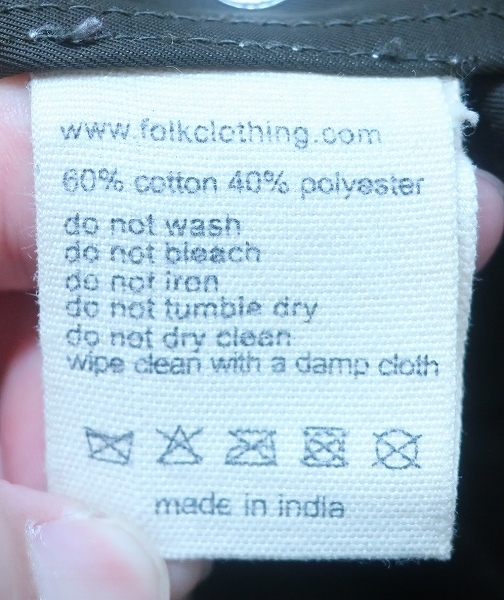 www.folkclothing.com
60% cotton 40% polyester
do not wash
do not bleach
do not iron
do not tumble dry
do not dry clean
wipe clean with a damp cloth
made in india